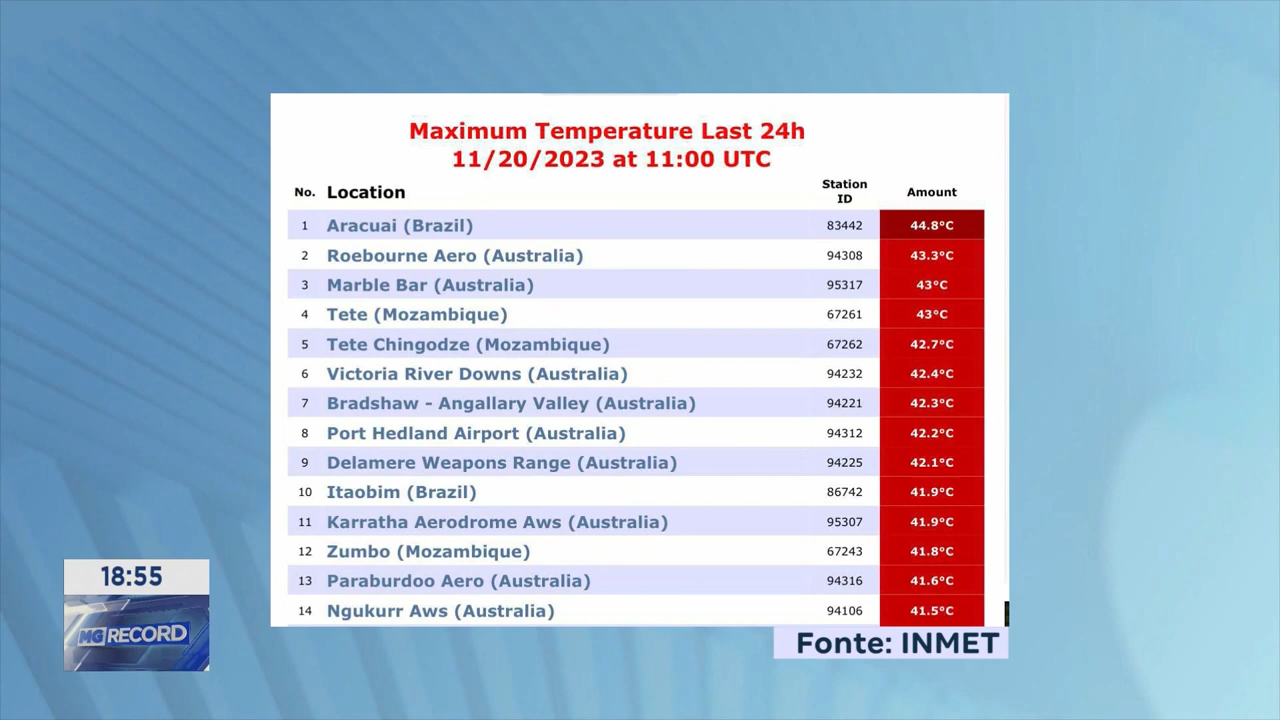 Maximum Temperature Last 24h
11/20/2023 at 11:00 UTC
No. Location Station ID Amount
1 Aracuai (Brazil) 83442 44.8°C
2 Roebourne Aero (Australia) 94308 43.3°C
3 Marble Bar (Australia) 95317 43°C
4 Tete (Mozambique) 67261 43°C
5 Tete Chingodze (Mozambique) 67262 42.7°C
6 Victoria River Downs (Australia) 94232 42.4°C
7 Bradshaw - Angallary Valley (Australia) 94221 42.3°C
8 Port Hedland Airport (Australia) 94312 42.2°C
9 Delamere Weapons Range (Australia) 94225 42.1°C
10 Itaobim (Brazil) 86742 41.9°C
11 Karratha Aerodrome Aws (Australia) 95307 41.9°C
12 Zumbo (Mozambique) 67243 41.8°C
13 Paraburdoo Aero (Australia) 94316 41.6°C
14 Ngukurr Aws (Australia) 94106 41.5°C
18:55
MG RECORD
Fonte: INMET